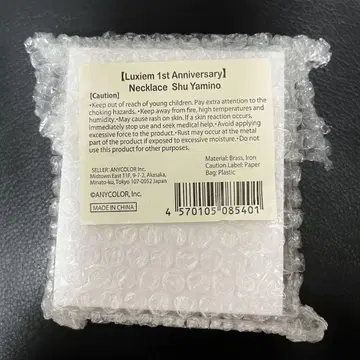 【Luxiem 1st Anniversary】
Necklace Shu Yamino
[Caution]
•Keep out of reach of young children. Pay extra attention to the
choking hazards. •Keep away from fire, high temperatures and
humidity. •May cause rash on skin. If a skin reaction occurs,
immediately stop use and seek medical help. •Avoid applying
excessive force to the product. •Rust may occur at the metal
part of the product if exposed to excessive moisture. •Do not
use this product for other purposes.
Material: Brass, Iron
Caution Label: Paper
Bag: Plastic
SELLER: ANYCOLOR, Inc.
Midtown East 11F, 9-7-2, Akasaka,
Minato-ku, Tokyo 107-0052 Japan
©ANYCOLOR, Inc.
MADE IN CHINA
4 570105 085401